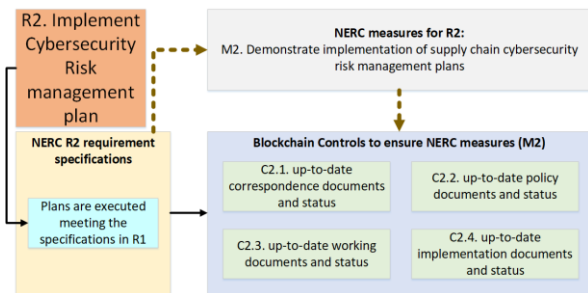 R2. Implement
Cybersecurity
Risk
management
plan
NERC measures for R2:
M2. Demonstrate implementation of supply chain cybersecurity
risk management plans
NERC R2 requirement
specifications
Plans are executed
meeting the
specifications in R1
Blockchain Controls to ensure NERC measures (M2)
C2.1. up-to-date
correspondence documents
and status
C2.2. up-to-date policy
documents and status
C2.3. up-to-date working
documents and status
C2.4. up-to-date
implementation documents
and status